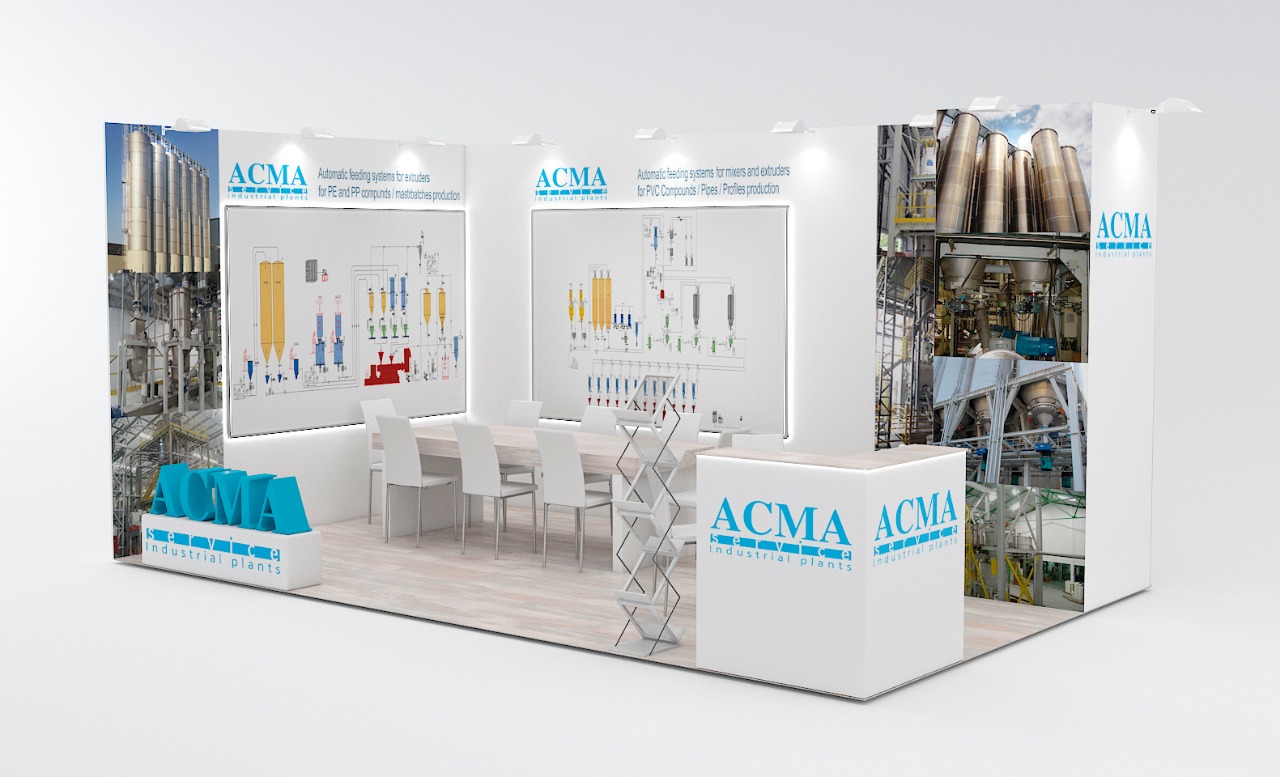 ACMA
service
industrial plants
Automatic feeding systems for extruders
for PE and PP compunds / mastrbatches production
ACMA
service
industrial plants
Automatic feeding systems for mixers and extruders
for PVC Compounds / Pipes / Profiles production
ACMA
service
industrial plants
ACMA
service
industrial plants
ACMA
service
industrial plants
ACMA
service
industrial plants